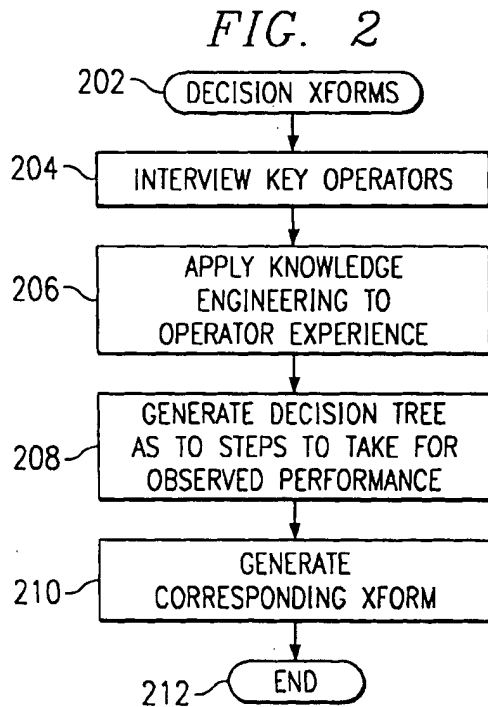 FIG. 2
202 DECISION XFORMS
204 INTERVIEW KEY OPERATORS
APPLY KNOWLEDGE
206 ENGINEERING TO
OPERATOR EXPERIENCE
GENERATE DECISION TREE
208 AS TO STEPS TO TAKE FOR
OBSERVED PERFORMANCE
GENERATE
210 CORRESPONDING XFORM
END
212